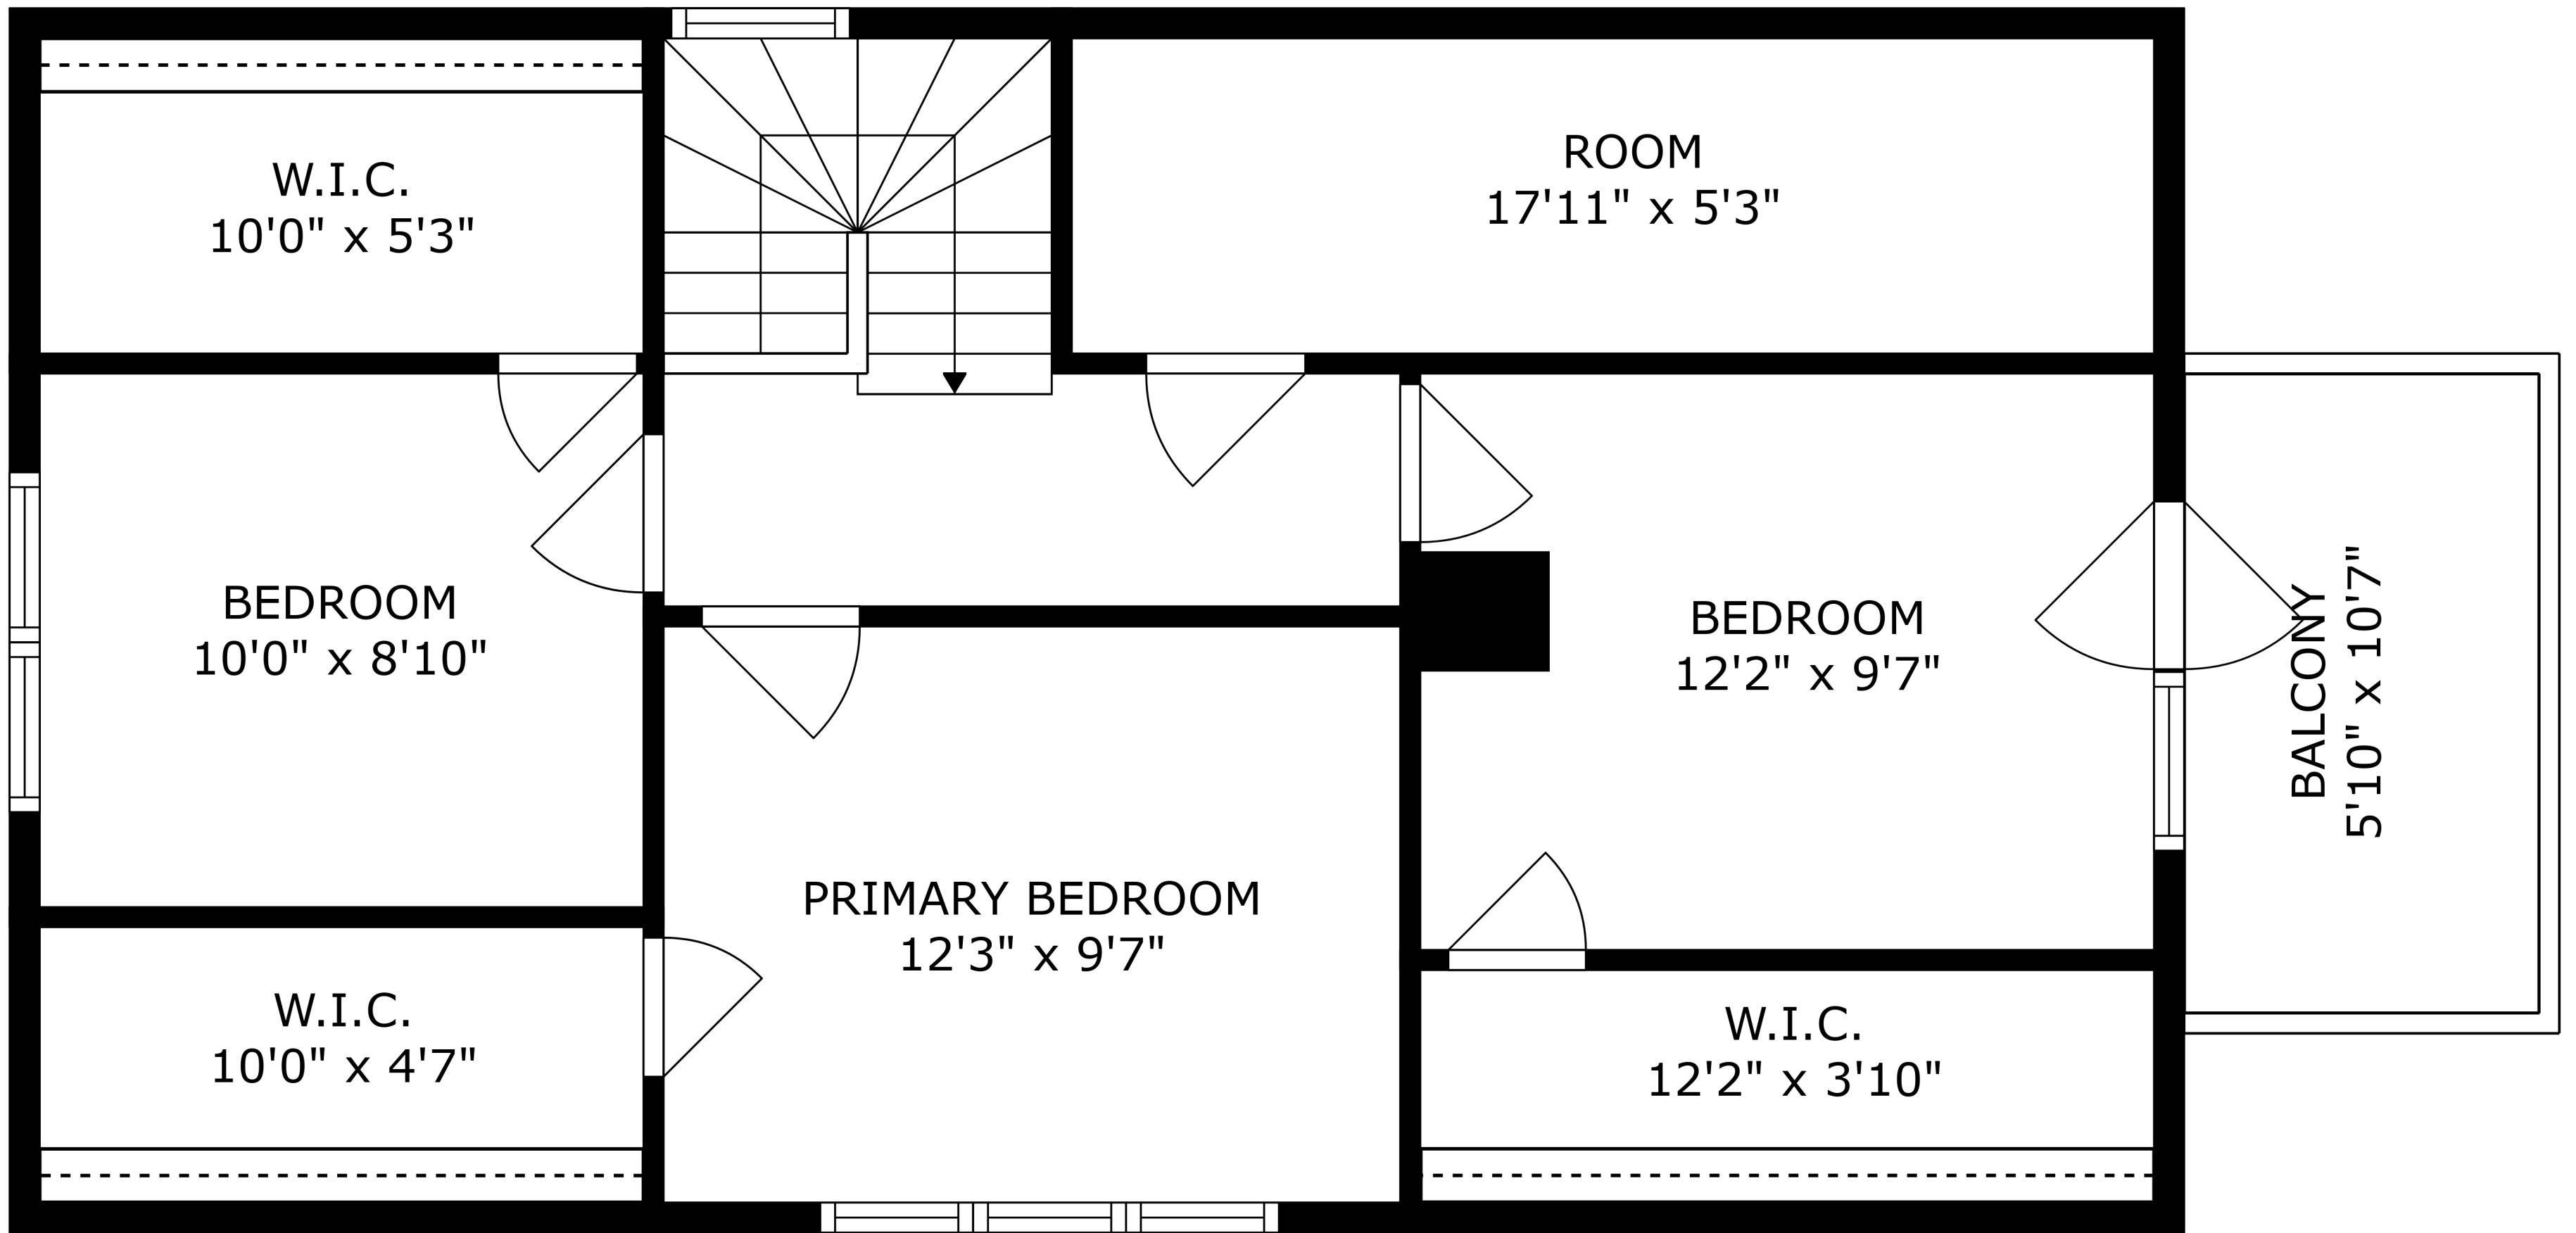 W.I.C.
10'0" x 5'3"
ROOM
17'11" x 5'3"
BEDROOM
10'0" x 8'10"
BEDROOM
12'2" x 9'7"
BALCONY
5'10" x 10'7"
PRIMARY BEDROOM
12'3" x 9'7"
W.I.C.
10'0" x 4'7"
W.I.C.
12'2" x 3'10"